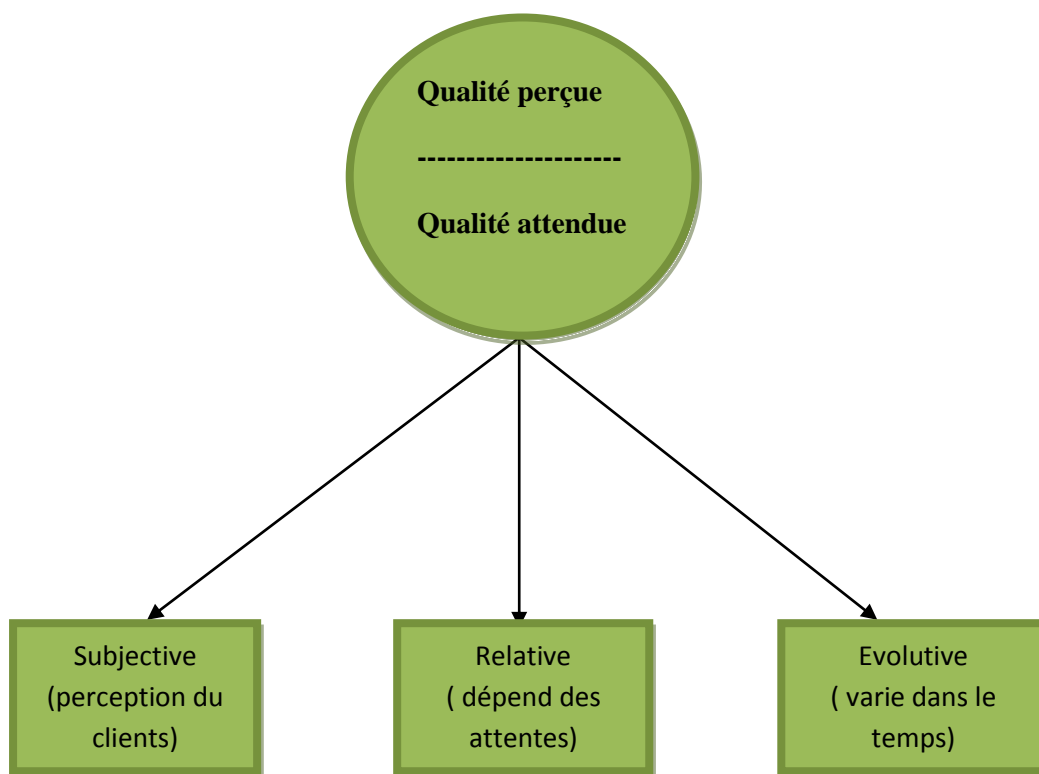 Qualité perçue
---------------------
Qualité attendue
Subjective
(perception du
clients)
Relative
( dépend des
attentes)
Evolutive
( varie dans le
temps)